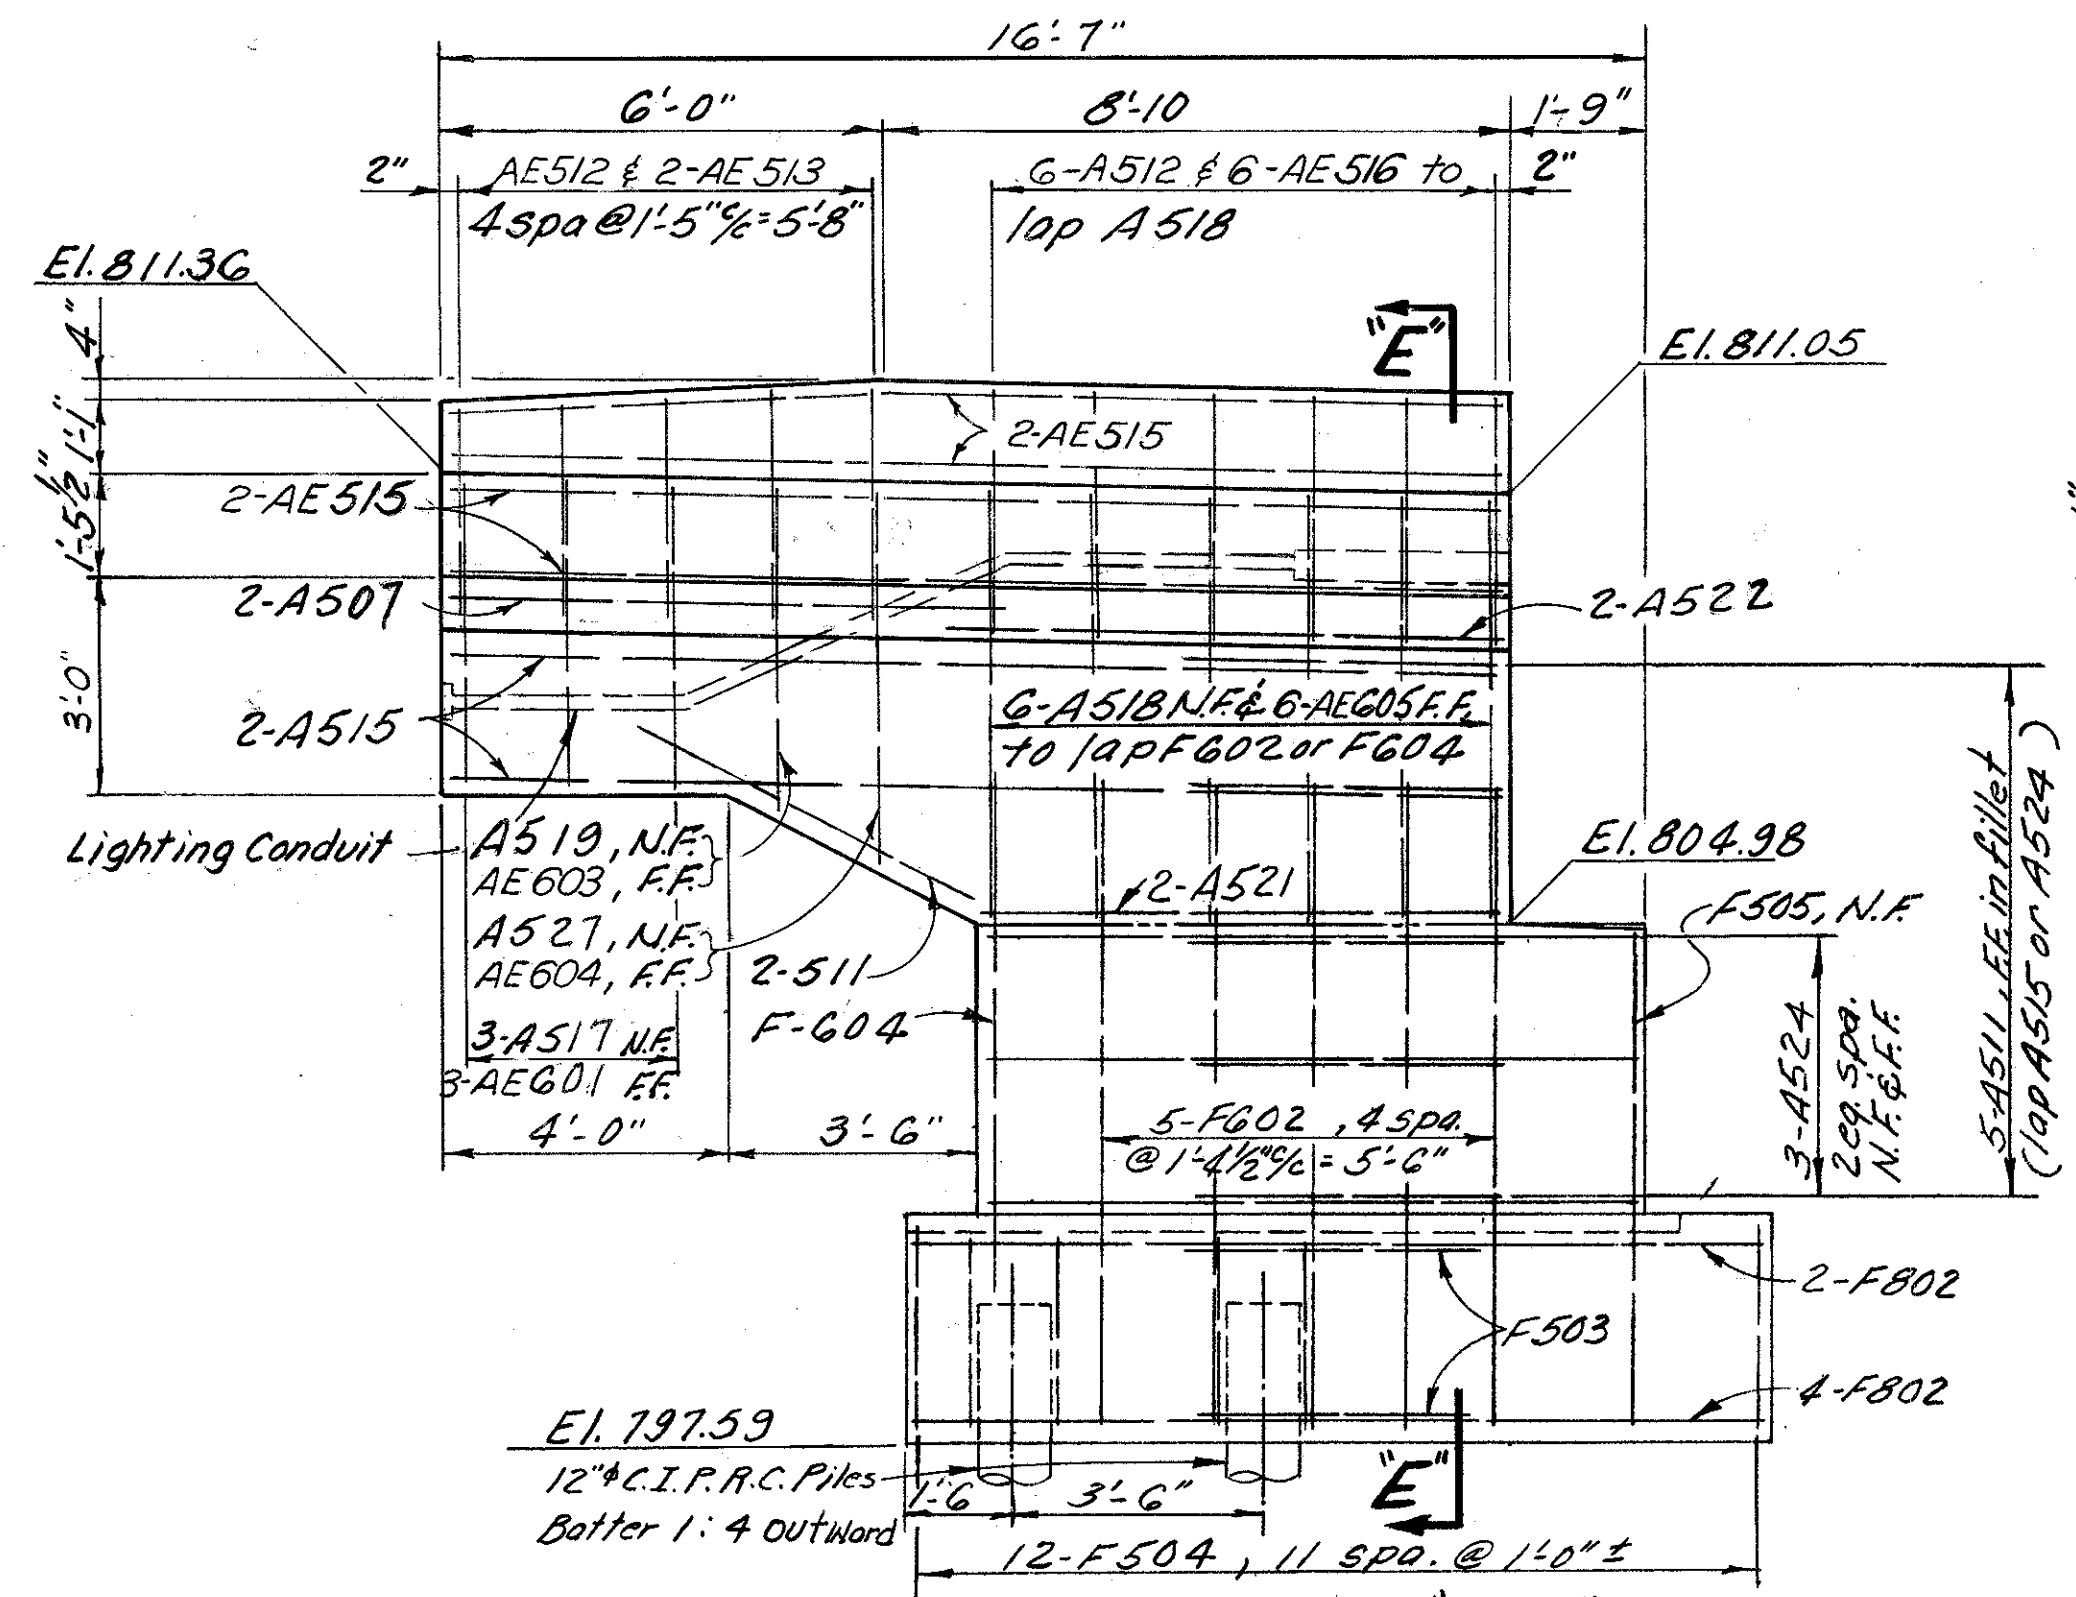 16'-7"
6'-0"
8'-10
1'-9"
2"
AE512 & 2-AE513
4 spa @ 1'-5" c/c = 5'-8"
6-A512 & 6-AE516 to
lap A518
2"
El. 811.36
4"
1'-1"
1'-5 1/2"
3'-0"
"E"
El. 811.05
2-AE515
2-AE515
2-A507
2-A522
2-A515
6-A518 N.F. & 6-AE605 F.F.
to lap F602 or F604
Lighting Conduit
A519, N.F.
AE603, F.F.
A527, N.F.
AE604, F.F.
2-511
2-A521
El. 804.98
F505, N.F.
F-604
3-A517 N.F.
3-AE601 F.F.
4'-0"
3'-6"
5-F602, 4 spa.
@ 1'-4 1/2" c/c = 5'-6"
3-A524
2 eq. spa.
N.F. & F.F.
5-A511, F.F. in fillet
(lap A515 or A524)
2-F802
F503
4-F802
El. 797.59
12"ϕ C.I.P.R.C. Piles
Batter 1:4 Outward
1'-6
3'-6"
"E"
12-F504, 11 spa. @ 1'-0" ±